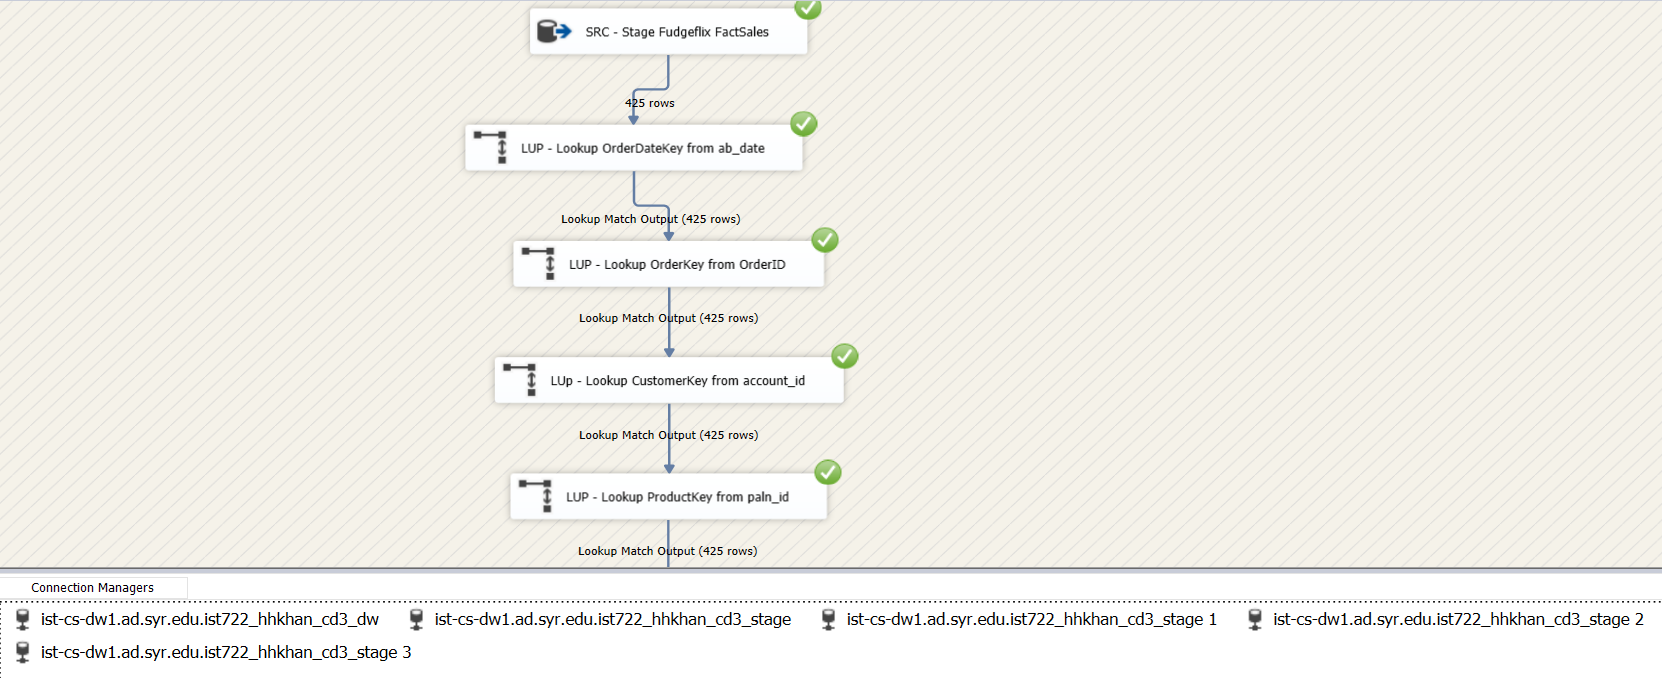 SRC - Stage Fudgeflix FactSales
425 rows
LUP - Lookup OrderDateKey from ab_date
Lookup Match Output (425 rows)
LUP - Lookup OrderKey from OrderID
Lookup Match Output (425 rows)
LUp - Lookup CustomerKey from account_id
Lookup Match Output (425 rows)
LUP - Lookup ProductKey from paln_id
Lookup Match Output (425 rows)
Connection Managers
ist-cs-dw1.ad.syr.edu.ist722_hhkhan_cd3_dw ist-cs-dw1.ad.syr.edu.ist722_hhkhan_cd3_stage ist-cs-dw1.ad.syr.edu.ist722_hhkhan_cd3_stage 1 ist-cs-dw1.ad.syr.edu.ist722_hhkhan_cd3_stage 2
ist-cs-dw1.ad.syr.edu.ist722_hhkhan_cd3_stage 3